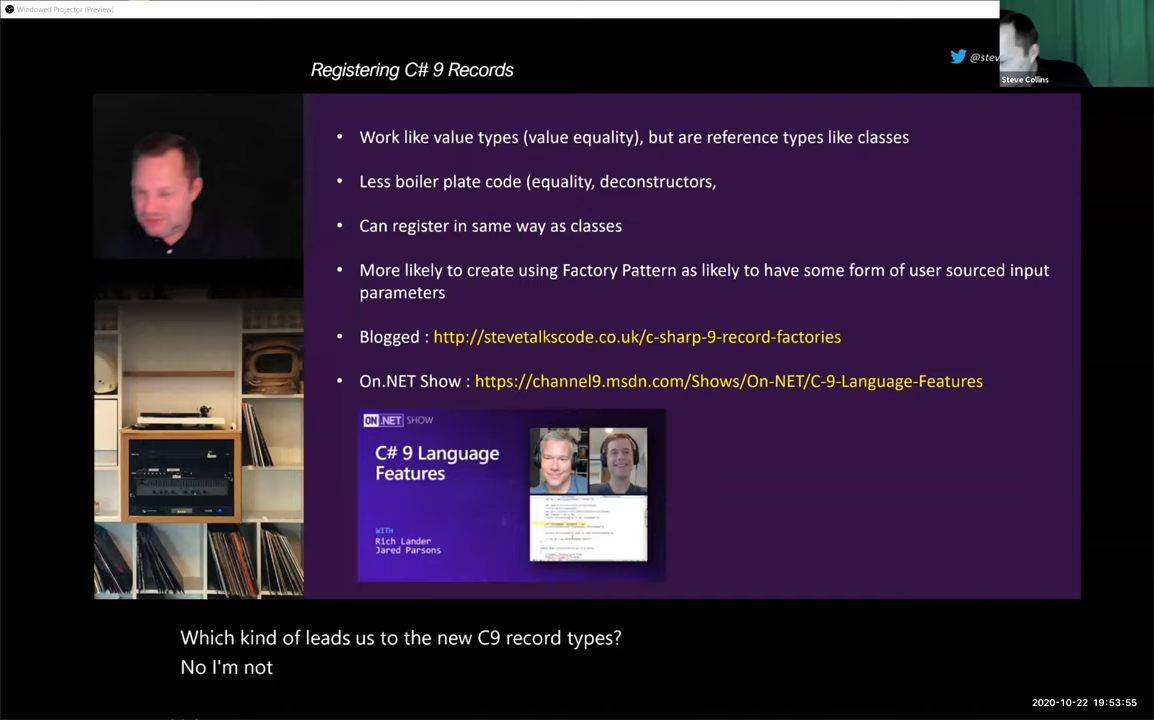 Windowed Projector (Preview)
Registering C# 9 Records
@stev
Steve Collins
• Work like value types (value equality), but are reference types like classes
• Less boiler plate code (equality, deconstructors,
• Can register in same way as classes
• More likely to create using Factory Pattern as likely to have some form of user sourced input
parameters
• Blogged : http://stevetalkscode.co.uk/c-sharp-9-record-factories
• On.NET Show : https://channel9.msdn.com/Shows/On-NET/C-9-Language-Features
ON .NET SHOW
C# 9 Language
Features
WITH
Rich Lander
Jared Parsons
Which kind of leads us to the new C9 record types?
No I'm not
2020-10-22 19:53:55